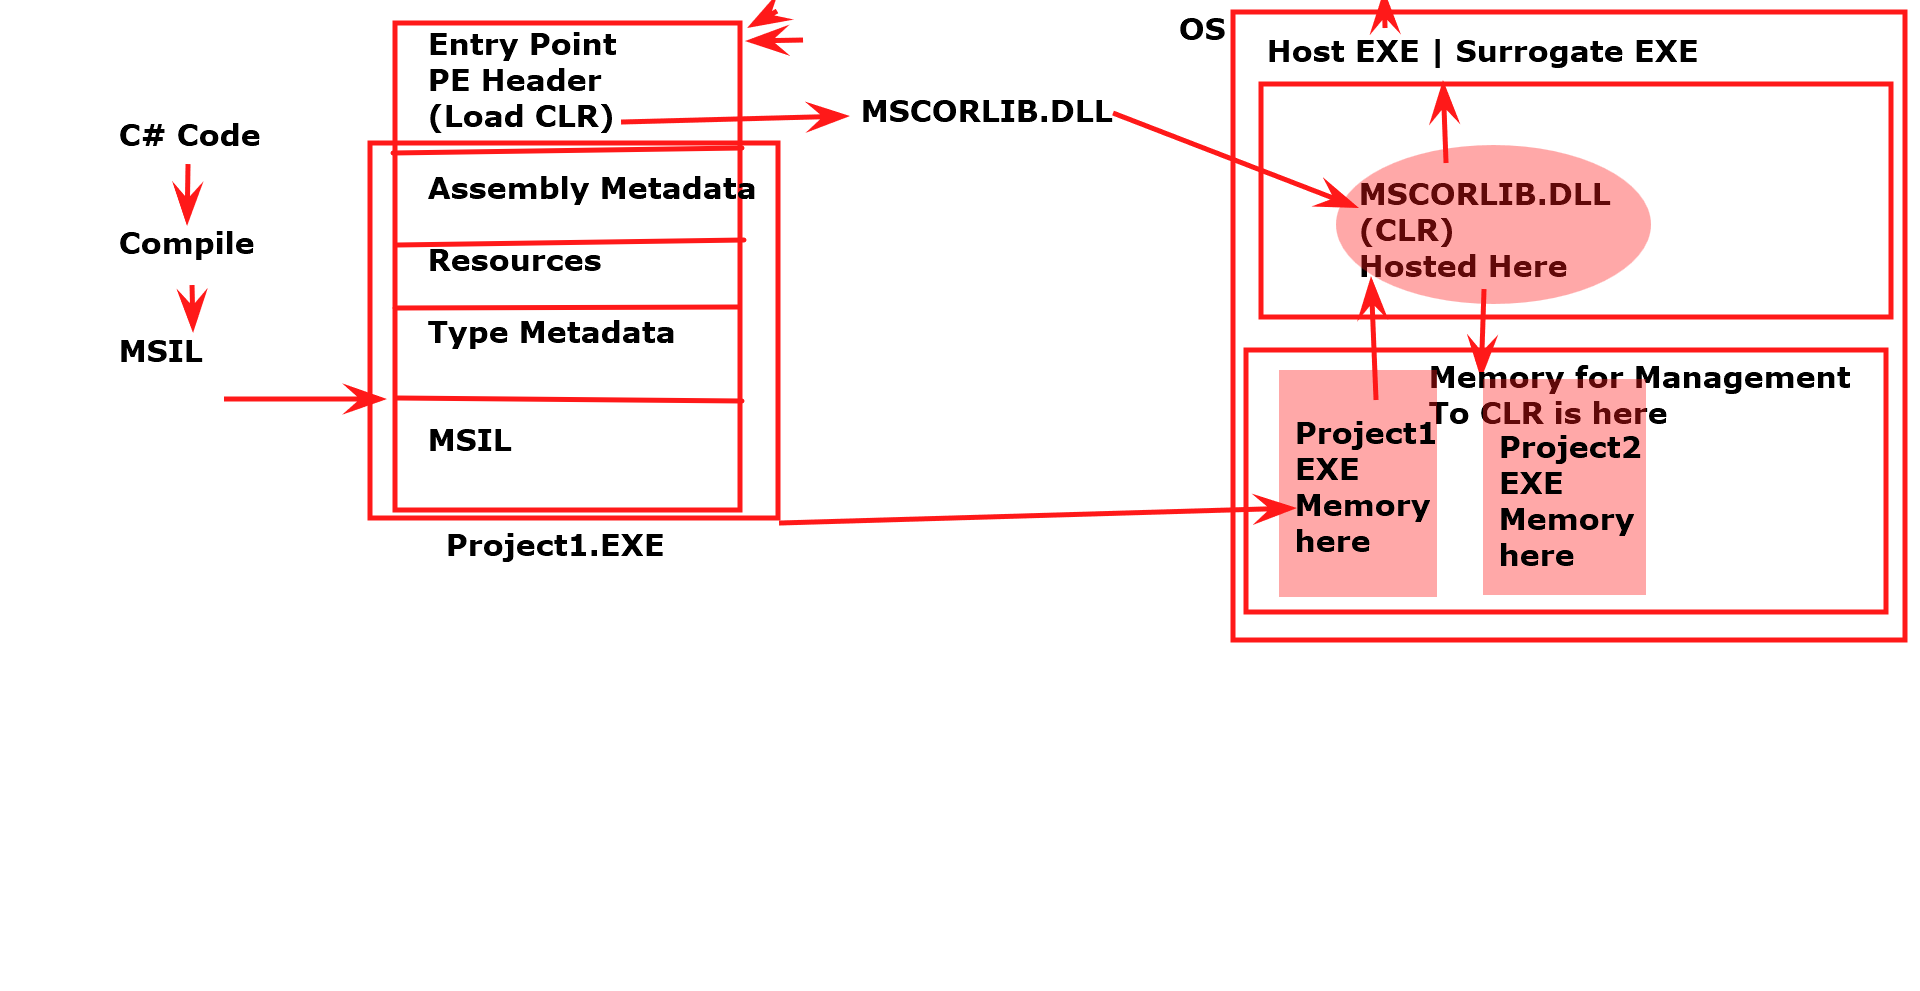 C# Code
Compile
MSIL
Entry Point
PE Header
(Load CLR)
Assembly Metadata
Resources
Type Metadata
MSIL
Project1.EXE
MSCORLIB.DLL
OS
Host EXE | Surrogate EXE
MSCORLIB.DLL
(CLR)
Hosted Here
Memory for Management
To CLR is here
Project1
EXE
Memory
here
Project2
EXE
Memory
here